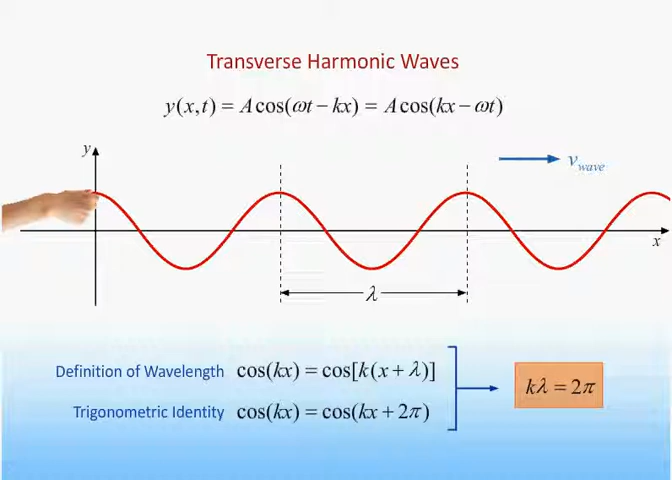 Transverse Harmonic Waves
y(x,t) = A cos(ωt − kx) = A cos(kx − ωt)
y
v_wave
x
λ
Definition of Wavelength cos(kx) = cos[k(x + λ)]
kλ = 2π
Trigonometric Identity cos(kx) = cos(kx + 2π)